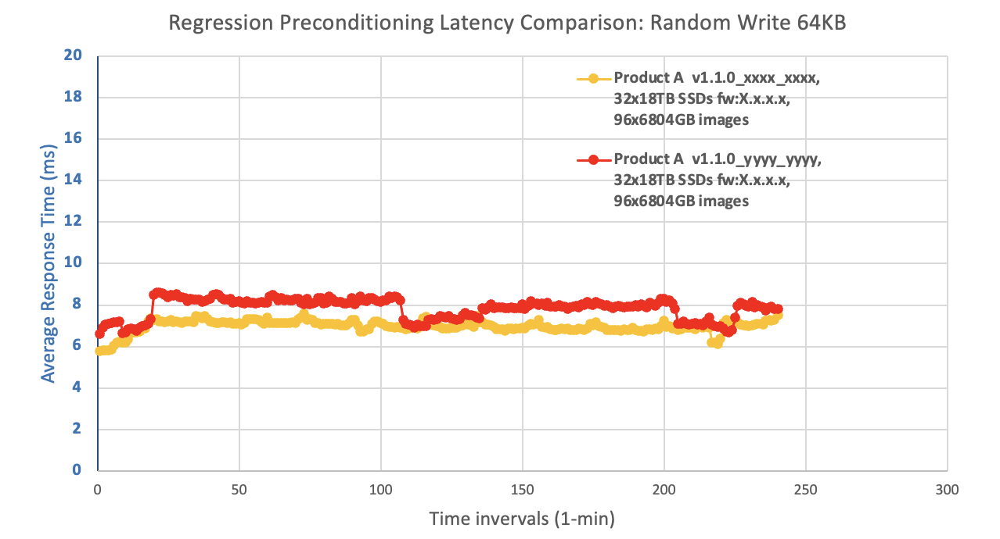 Regression Preconditioning Latency Comparison: Random Write 64KB
20
18
16
14
12
10
8
6
4
2
0
Average Response Time (ms)
Product A v1.1.0_xxxx_xxxx,
32x18TB SSDs fw:X.x.x.x,
96x6804GB images
Product A v1.1.0_yyyy_yyyy,
32x18TB SSDs fw:X.x.x.x,
96x6804GB images
0 50 100 150 200 250 300
Time invervals (1-min)